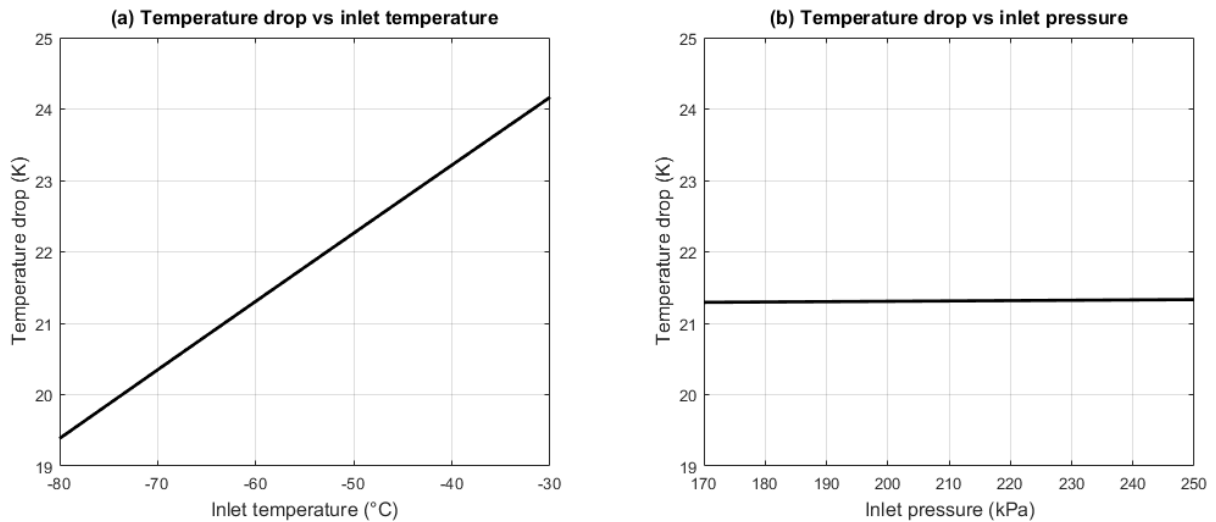 (a) Temperature drop vs inlet temperature
25
24
23
22
21
20
19
Temperature drop (K)
-80 -70 -60 -50 -40 -30
Inlet temperature (°C)
(b) Temperature drop vs inlet pressure
25
24
23
22
21
20
19
Temperature drop (K)
170 180 190 200 210 220 230 240 250
Inlet pressure (kPa)